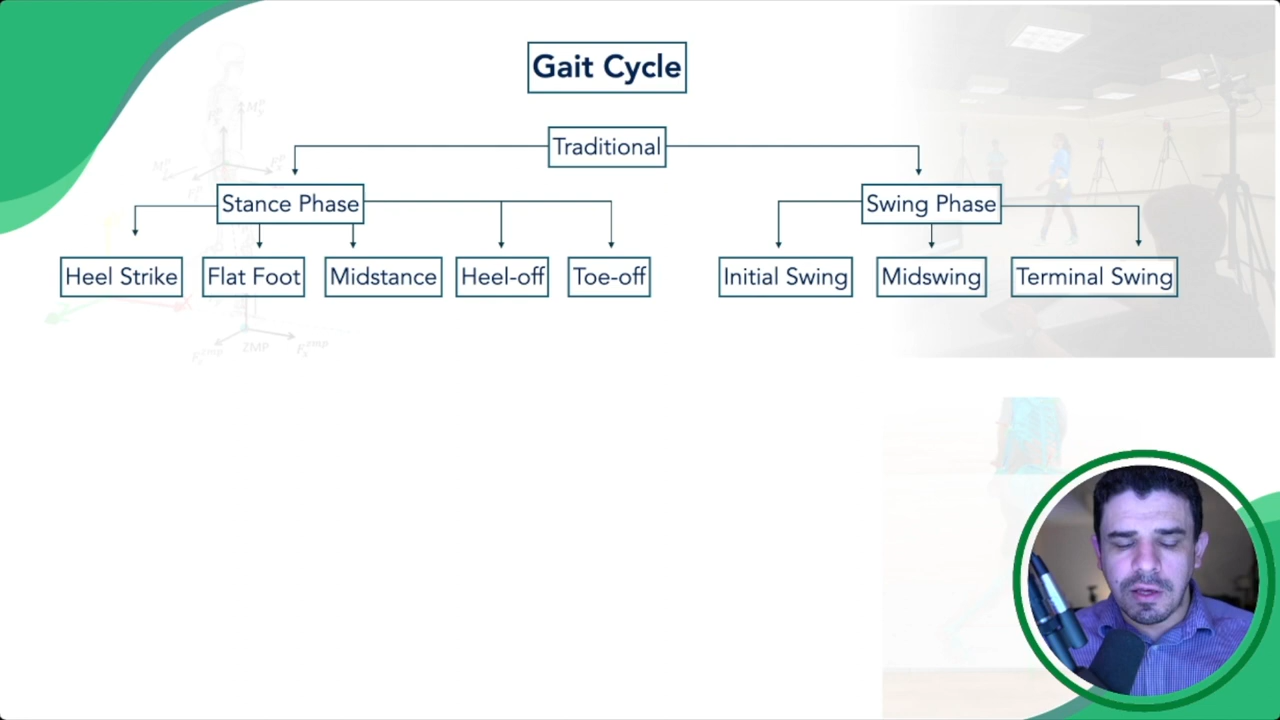 Gait Cycle
Traditional
Stance Phase
Swing Phase
Heel Strike
Flat Foot
Midstance
Heel-off
Toe-off
Initial Swing
Midswing
Terminal Swing
ZMP